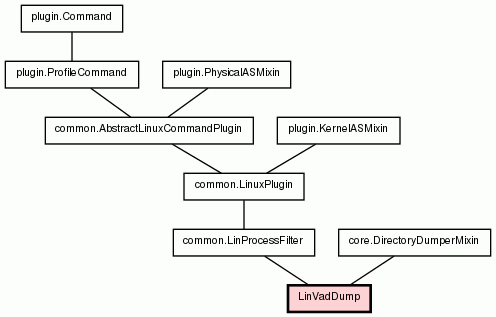 plugin.Command
plugin.ProfileCommand
plugin.PhysicalASMixin
common.AbstractLinuxCommandPlugin
plugin.KernelASMixin
common.LinuxPlugin
common.LinProcessFilter
core.DirectoryDumperMixin
LinVadDump